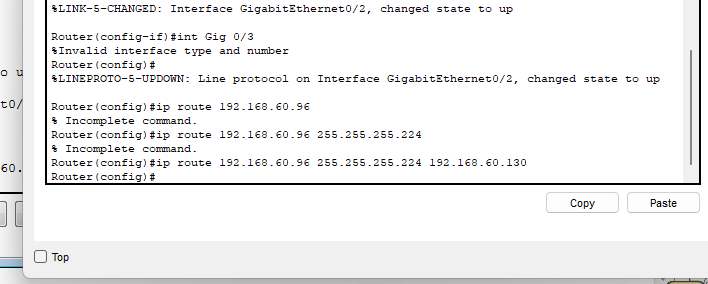 %LINK-5-CHANGED: Interface GigabitEthernet0/2, changed state to up
Router(config-if)#int Gig 0/3
%Invalid interface type and number
Router(config)#
%LINEPROTO-5-UPDOWN: Line protocol on Interface GigabitEthernet0/2, changed state to up
Router(config)#ip route 192.168.60.96
% Incomplete command.
Router(config)#ip route 192.168.60.96 255.255.255.224
% Incomplete command.
Router(config)#ip route 192.168.60.96 255.255.255.224 192.168.60.130
Router(config)#
o u
t0/
60.
Copy
Paste
Top